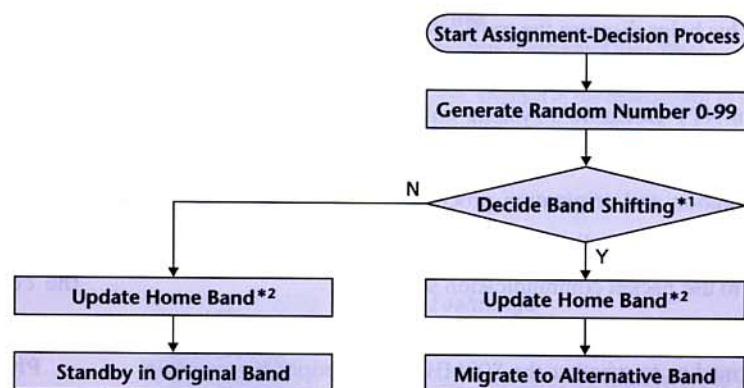 Start Assignment-Decision Process
Generate Random Number 0-99
Decide Band Shifting*1
N
Y
Update Home Band*2
Update Home Band*2
Standby in Original Band
Migrate to Alternative Band